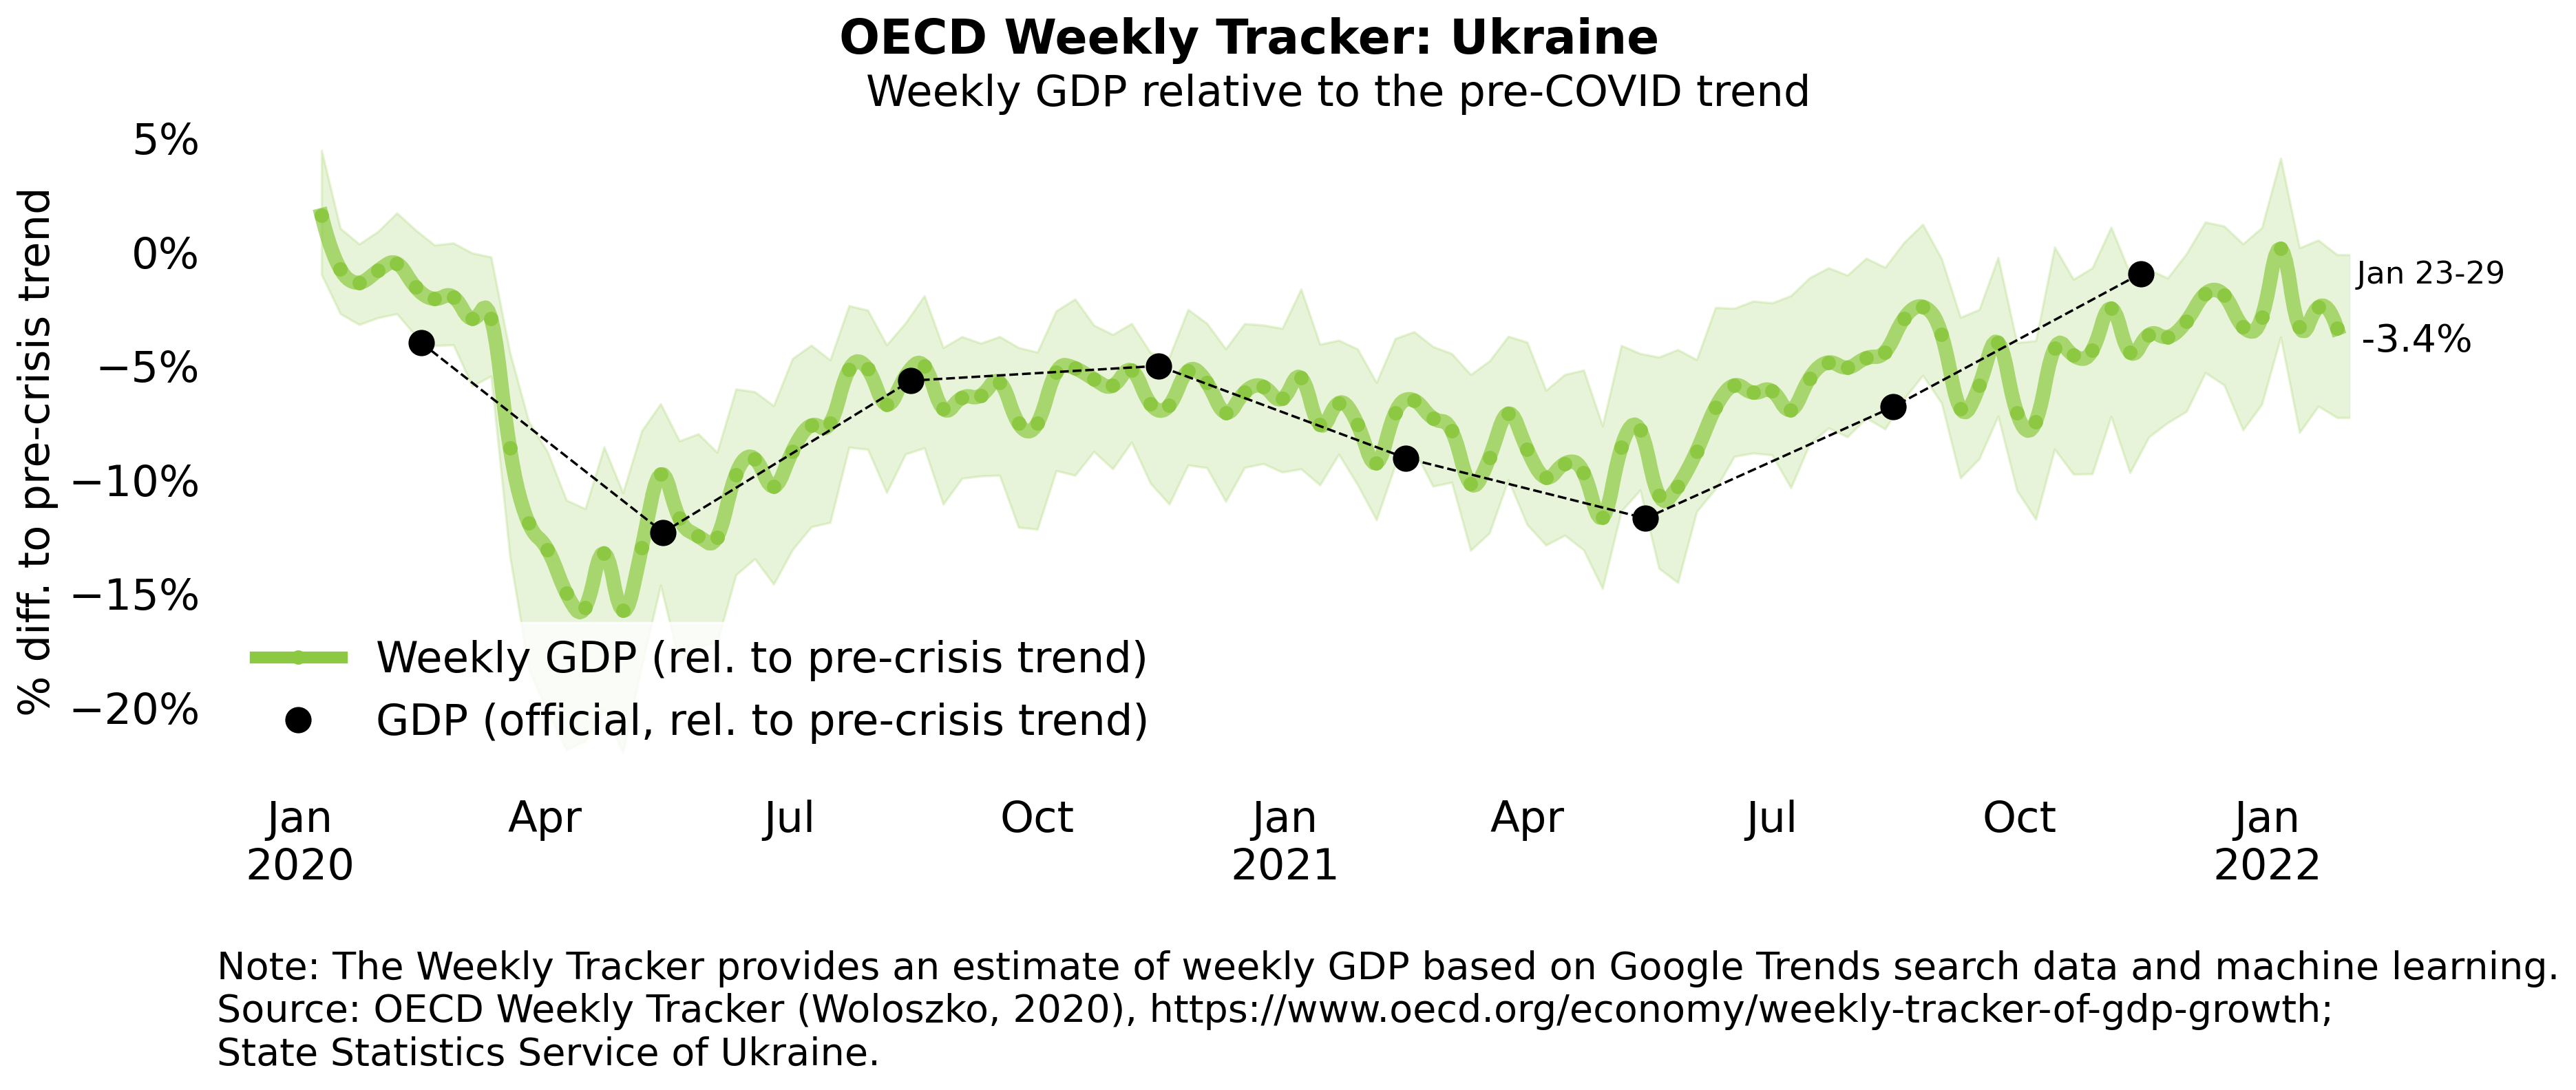 OECD Weekly Tracker: Ukraine
Weekly GDP relative to the pre-COVID trend
% diff. to pre-crisis trend
5%
0%
−5%
−10%
−15%
−20%
Jan 23-29
-3.4%
Weekly GDP (rel. to pre-crisis trend)
GDP (official, rel. to pre-crisis trend)
Jan Apr Jul Oct Jan Apr Jul Oct Jan
2020 2021 2022
Note: The Weekly Tracker provides an estimate of weekly GDP based on Google Trends search data and machine learning.
Source: OECD Weekly Tracker (Woloszko, 2020), https://www.oecd.org/economy/weekly-tracker-of-gdp-growth;
State Statistics Service of Ukraine.